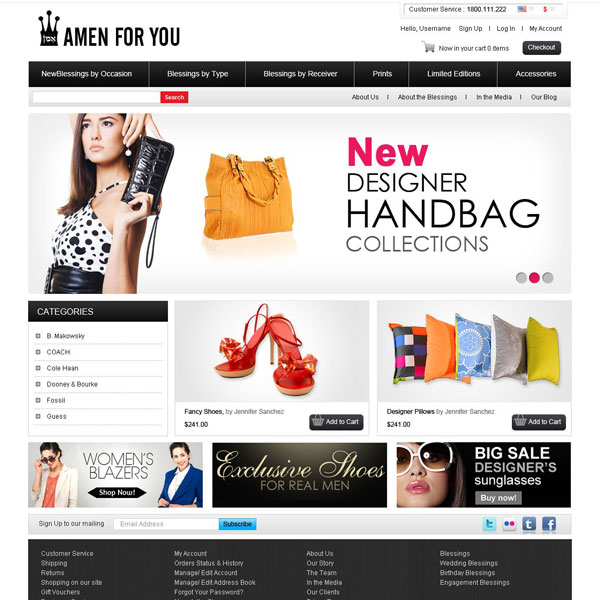 Customer Service : 1800.111.222
$
AMEN FOR YOU
Hello, Username Sign Up I Log In I My Account
Now in your cart 0 items Checkout
NewBlessings by Occasion Blessings by Type Blessings by Receiver Prints Limited Editions Accessories
Search About Us I About the Blessings I In the Media I Our Blog
New
DESIGNER
HANDBAG
COLLECTIONS
CATEGORIES
B. Makowsky
COACH
Cole Haan
Dooney & Bourke
Fossil
Guess
Fancy Shoes, by Jennifer Sanchez
$241.00 Add to Cart
Designer Pillows by Jennifer Sanchez
$241.00 Add to Cart
WOMEN'S
BLAZERS
Shop Now!
Exclusive Shoes
FOR REAL MEN
BIG SALE
DESIGNER'S
sunglasses
Buy now!
Sign Up to our mailing Email Address Subscribe
Customer Service My Account About Us Blessings
Shipping Orders Status & History Our Story Wedding Blessings
Returns Manage/ Edit Account The Team Birthday Blessings
Shopping on our site Manage/ Edit Address Book In the Media Engagement Blessings
Gift Vouchers Forgot Your Password? Our Clients